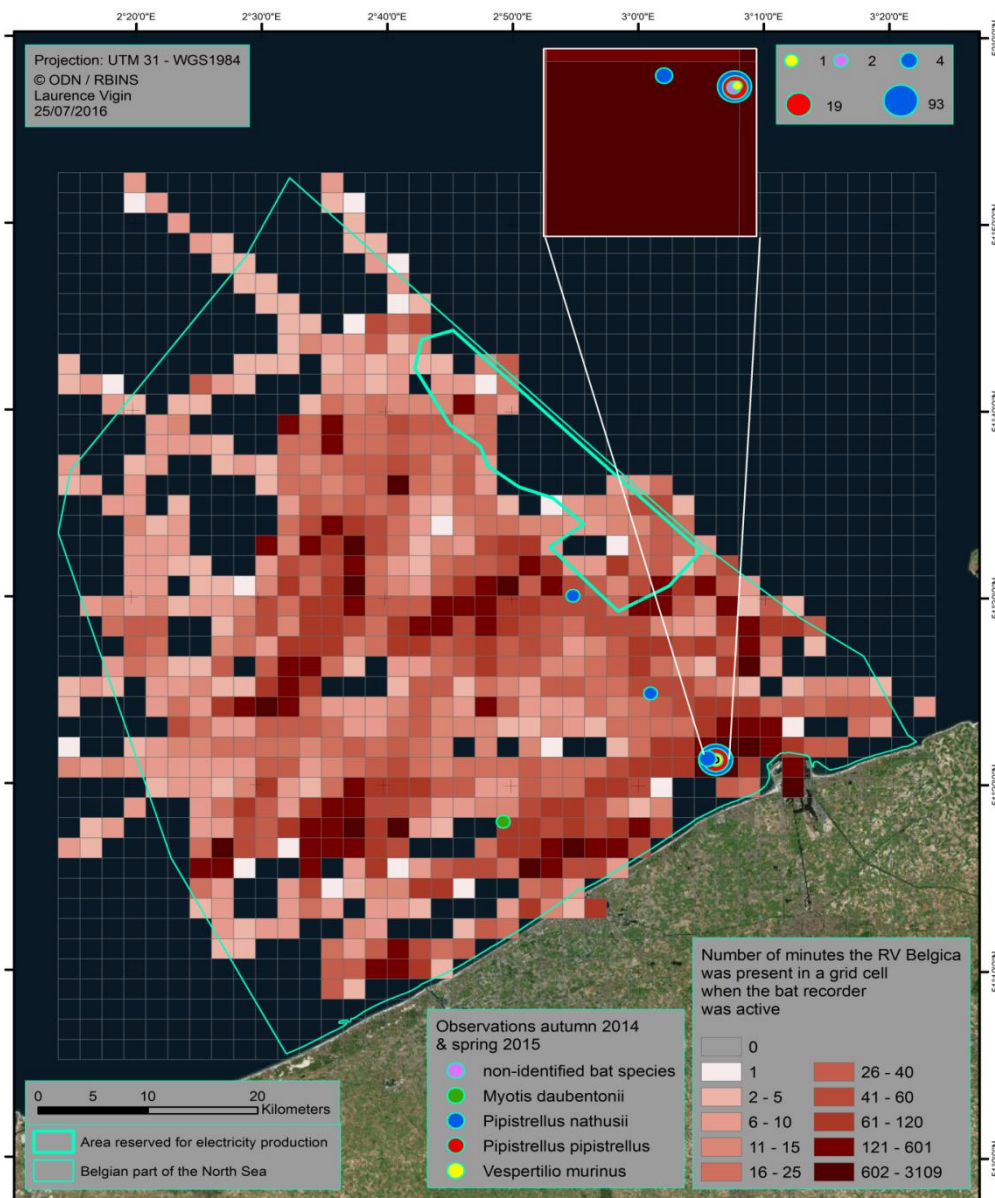 2°20'0"E 2°30'0"E 2°40'0"E 2°50'0"E 3°0'0"E 3°10'0"E 3°20'0"E
Projection: UTM 31 - WGS1984
© ODN / RBINS
Laurence Vigin
25/07/2016
1 2 4
19 93
Number of minutes the RV Belgica
was present in a grid cell
when the bat recorder
was active
0
1
2 - 5
6 - 10
11 - 15
16 - 25
26 - 40
41 - 60
61 - 120
121 - 601
602 - 3109
Observations autumn 2014
& spring 2015
non-identified bat species
Myotis daubentonii
Pipistrellus nathusii
Pipistrellus pipistrellus
Vespertilio murinus
0 5 10 20
Kilometers
Area reserved for electricity production
Belgian part of the North Sea